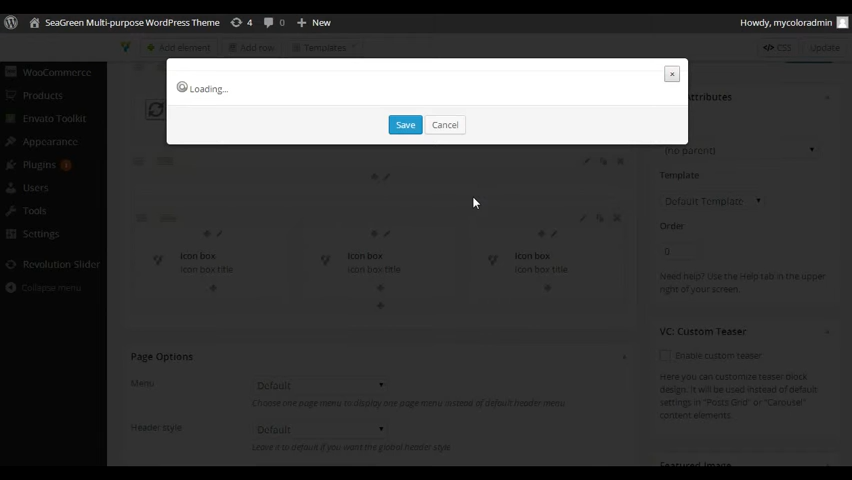 SeaGreen Multi-purpose WordPress Theme 4 0 New Howdy, mycoloradmin
Add element Add row Templates CSS Update
Loading...
Save Cancel
WooCommerce
Products
Envato Toolkit
Appearance
Plugins 1
Users
Tools
Settings
Revolution Slider
Collapse menu
Icon box Icon box Icon box
Icon box title Icon box title Icon box title
Page Options
Menu Default
Choose one page menu to display one page menu instead of default header menu
Header style Default
Leave it to default if you want the global header style
Attributes
(no parent)
Template
Default Template
Order
0
Need help? Use the Help tab in the upper
right of your screen.
VC: Custom Teaser
Enable custom teaser
Here you can customize teaser block
design. It will be used instead of default
settings in "Posts Grid" or "Carousel"
content elements.
Featured Image